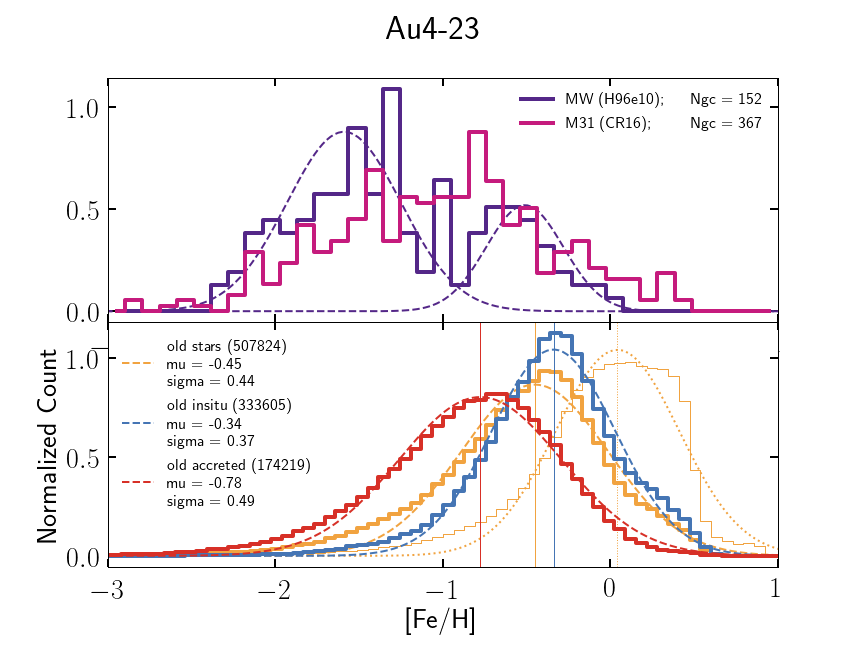 Au4-23
MW (H96e10); Ngc = 152
M31 (CR16); Ngc = 367
1.0
0.5
0.0
old stars (507824)
mu = -0.45
sigma = 0.44
old insitu (333605)
mu = -0.34
sigma = 0.37
old accreted (174219)
mu = -0.78
sigma = 0.49
1.0
0.5
0.0
Normalized Count
−3 −2 −1 0 1
[Fe/H]